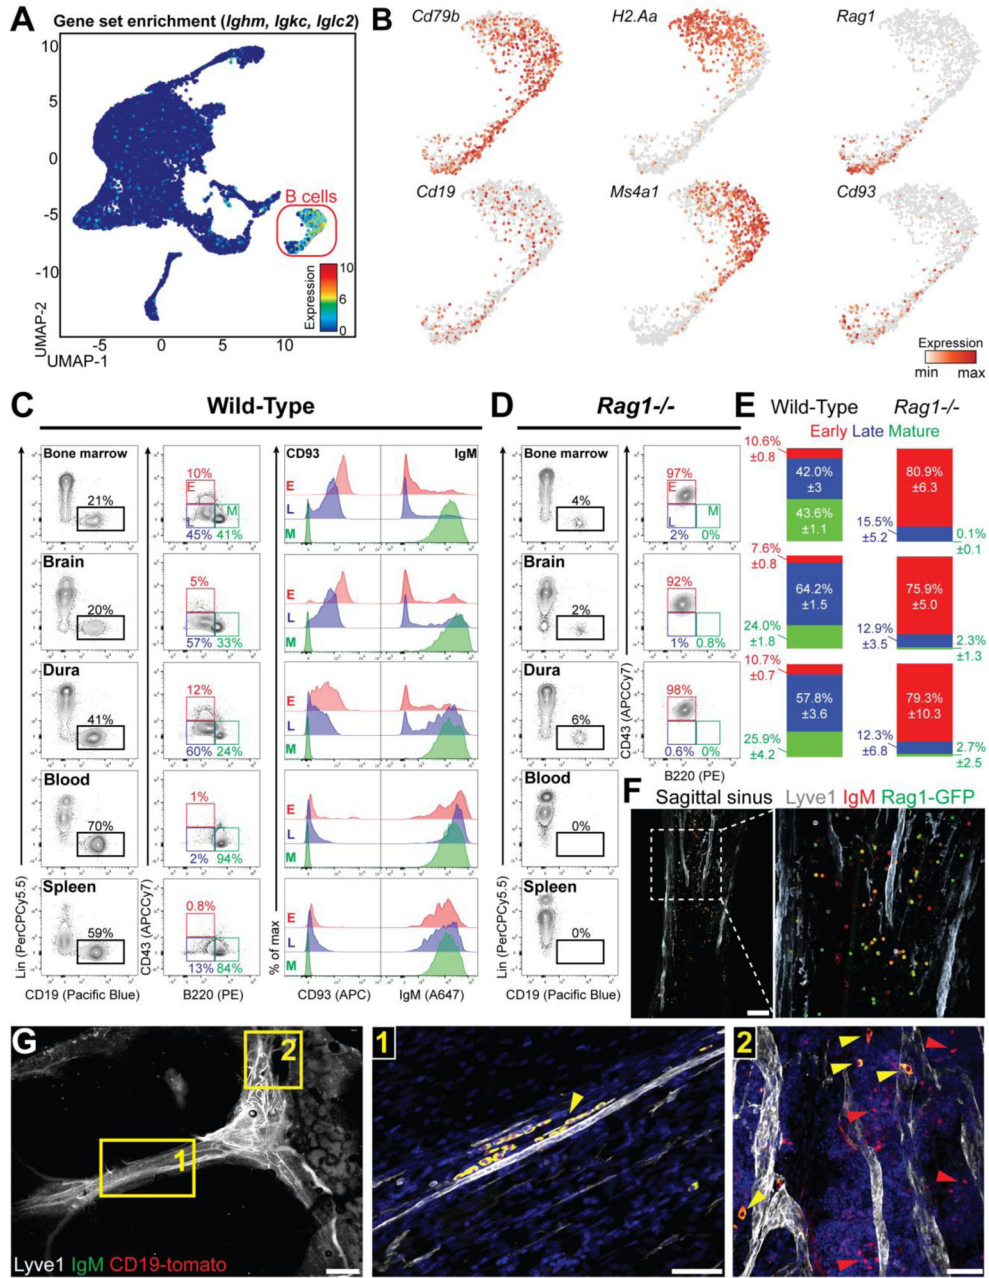 A
Gene set enrichment (Ighm, Igkc, Iglc2)
10
5
0
-5
-10
UMAP-2
-5
0
5
10
UMAP-1
B cells
Expression
10
6
0
B
Cd79b
H2.Aa
Rag1
Cd19
Ms4a1
Cd93
Expression
min max
C
Wild-Type
Bone marrow
21%
10%
E
L
M
45%
41%
CD93
IgM
E
L
M
Brain
20%
5%
57%
33%
E
L
M
Dura
41%
12%
60%
24%
E
L
M
Blood
70%
1%
2%
94%
E
L
M
Spleen
59%
0.8%
13%
84%
E
L
M
Lin (PerCPCy5.5)
CD43 (APCCy7)
% of max
CD19 (Pacific Blue)
B220 (PE)
CD93 (APC)
IgM (A647)
D
Rag1-/-
Bone marrow
4%
97%
E
L
M
2%
0%
Brain
2%
92%
1%
0.8%
Dura
6%
98%
0.6%
0%
CD43 (APCCy7)
B220 (PE)
Blood
0%
Spleen
0%
Lin (PerCPCy5.5)
CD19 (Pacific Blue)
E
Wild-Type
Rag1-/-
Early Late Mature
10.6%
±0.8
42.0%
±3
43.6%
±1.1
80.9%
±6.3
15.5%
±5.2
0.1%
±0.1
7.6%
±0.8
64.2%
±1.5
24.0%
±1.8
75.9%
±5.0
12.9%
±3.5
2.3%
±1.3
10.7%
±0.7
57.8%
±3.6
25.9%
±4.2
79.3%
±10.3
12.3%
±6.8
2.7%
±2.5
F
Sagittal sinus
Lyve1 IgM Rag1-GFP
G
1
2
Lyve1 IgM CD19-tomato
1
2